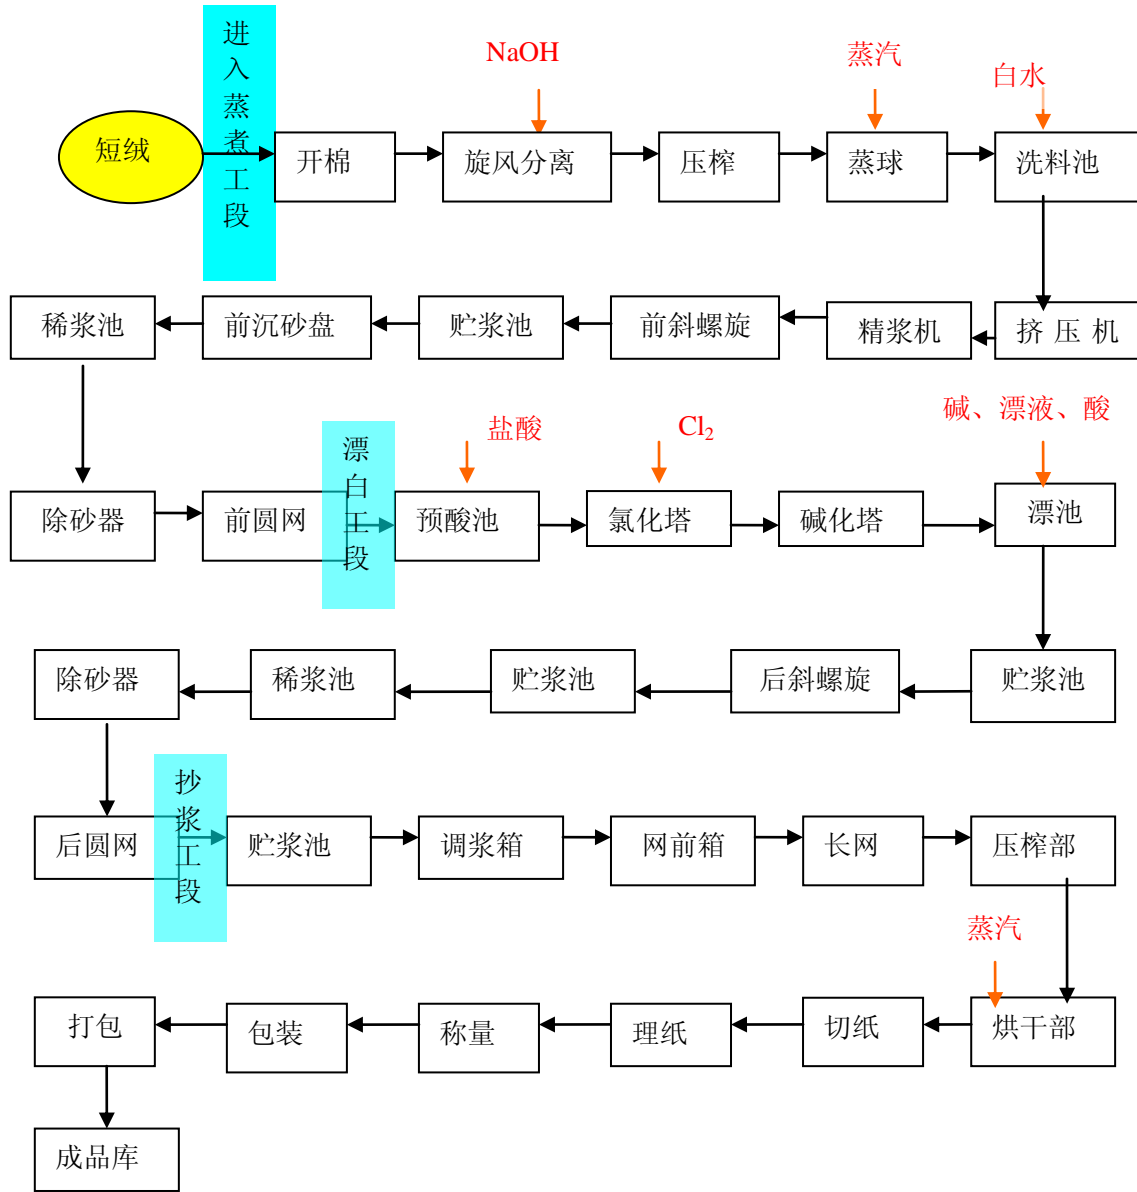 进入蒸煮工段
NaOH
蒸汽
白水
短绒
开棉
旋风分离
压榨
蒸球
洗料池
稀浆池
前沉砂盘
贮浆池
前斜螺旋
精浆机
挤压机
漂白工段
盐酸
Cl₂
碱、漂液、酸
除砂器
前圆网
预酸池
氯化塔
碱化塔
漂池
除砂器
稀浆池
贮浆池
后斜螺旋
贮浆池
抄浆工段
后圆网
贮浆池
调浆箱
网前箱
长网
压榨部
蒸汽
打包
包装
称量
理纸
切纸
烘干部
成品库